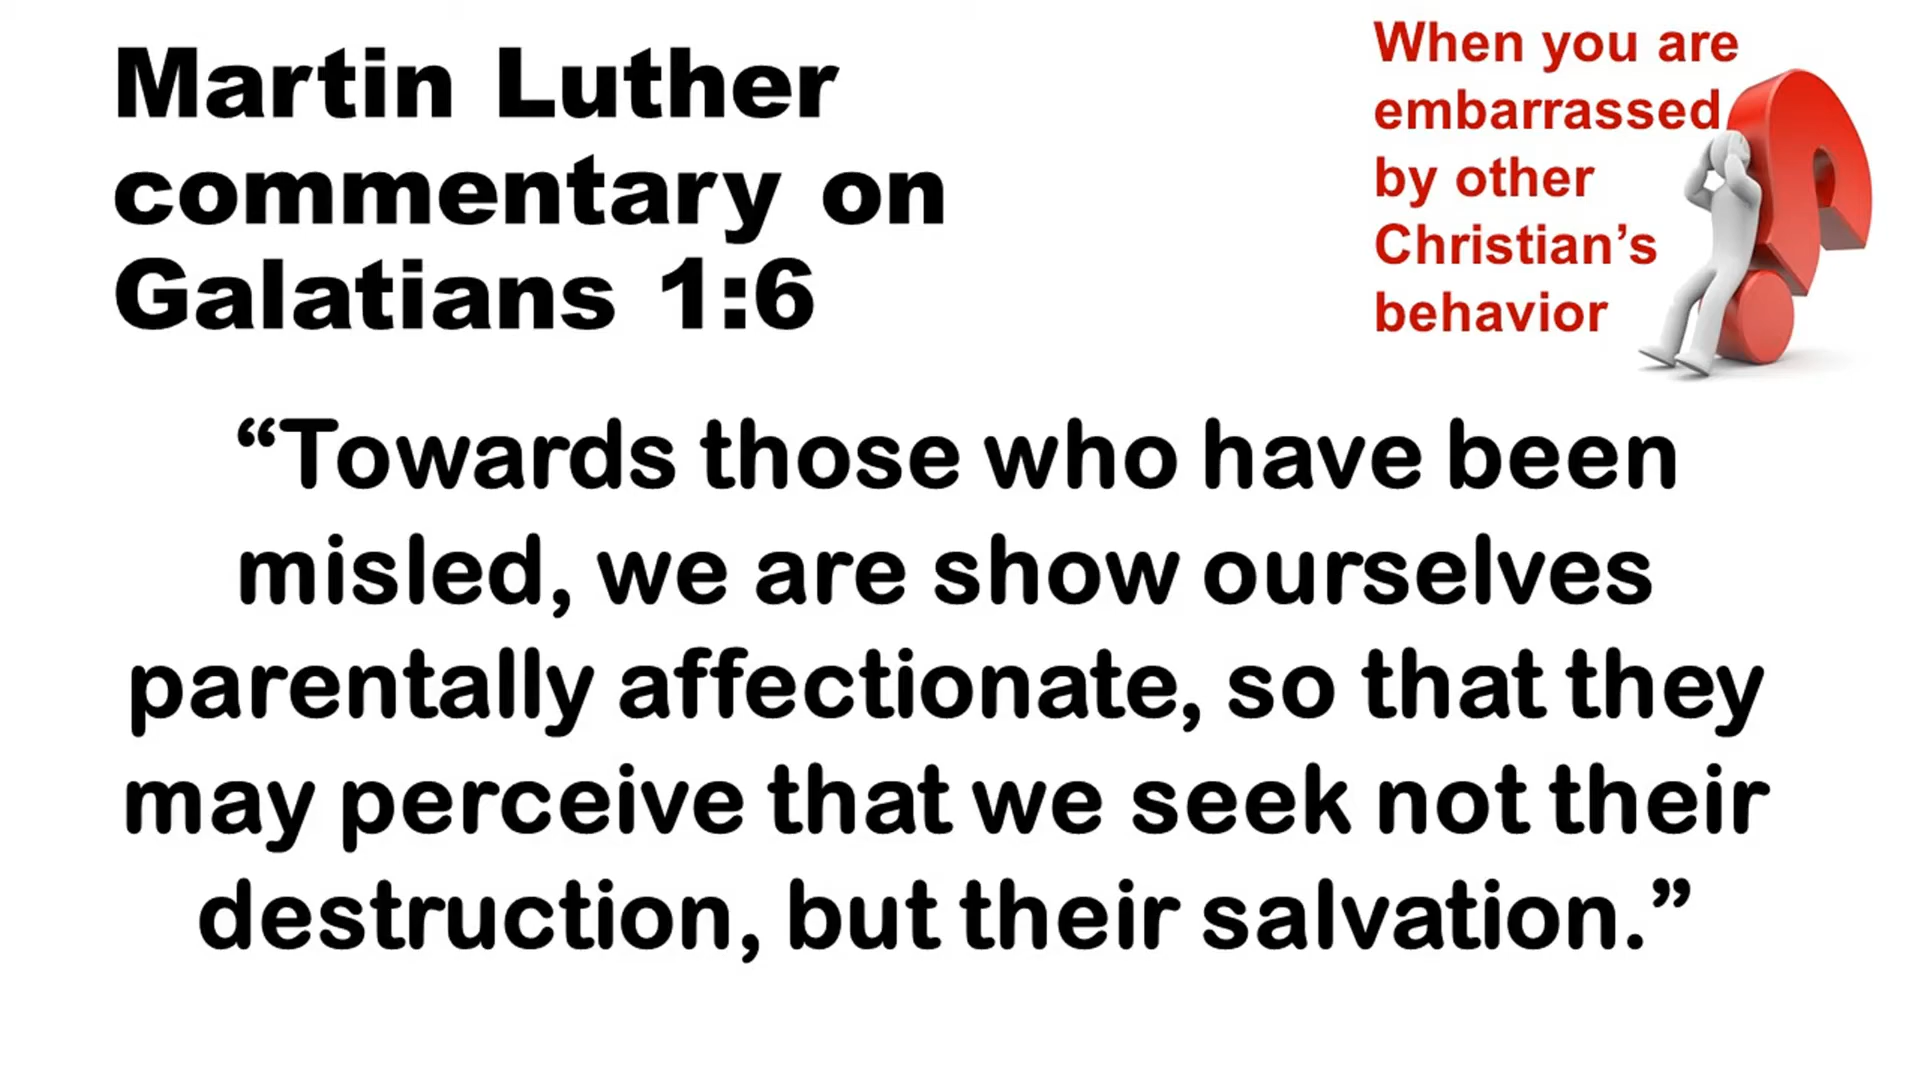 Martin Luther
commentary on
Galatians 1:6
When you are
embarrassed
by other
Christian’s
behavior
“Towards those who have been
misled, we are show ourselves
parentally affectionate, so that they
may perceive that we seek not their
destruction, but their salvation.”